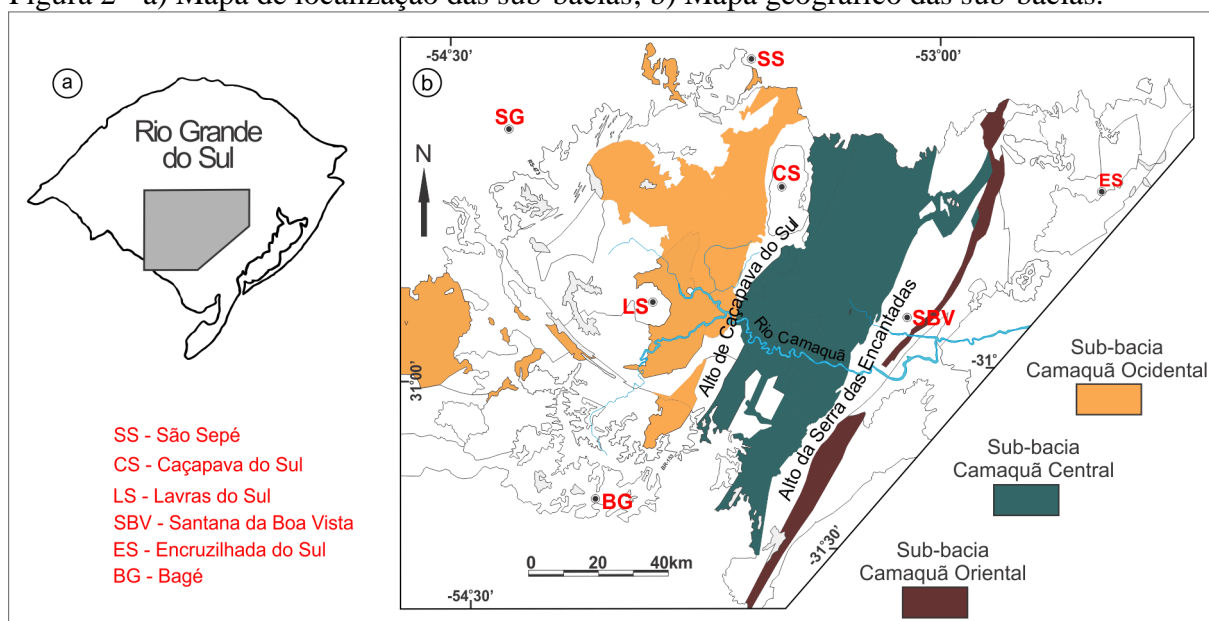 Figura 2 - a) Mapa de localização das sub-bacias; b) Mapa geográfico das sub-bacias.
a
Rio Grande
do Sul
SS - São Sepé
CS - Caçapava do Sul
LS - Lavras do Sul
SBV - Santana da Boa Vista
ES - Encruzilhada do Sul
BG - Bagé
b
-54°30'
-53°00'
SS
SG
N
CS
ES
LS
SBV
BG
Alto de Caçapava do Sul
Rio Camaquã
Alto da Serra das Encantadas
31°00'
-31°
-31°30'
-54°30'
0 20 40km
Sub-bacia
Camaquã Ocidental
Sub-bacia
Camaquã Central
Sub-bacia
Camaquã Oriental